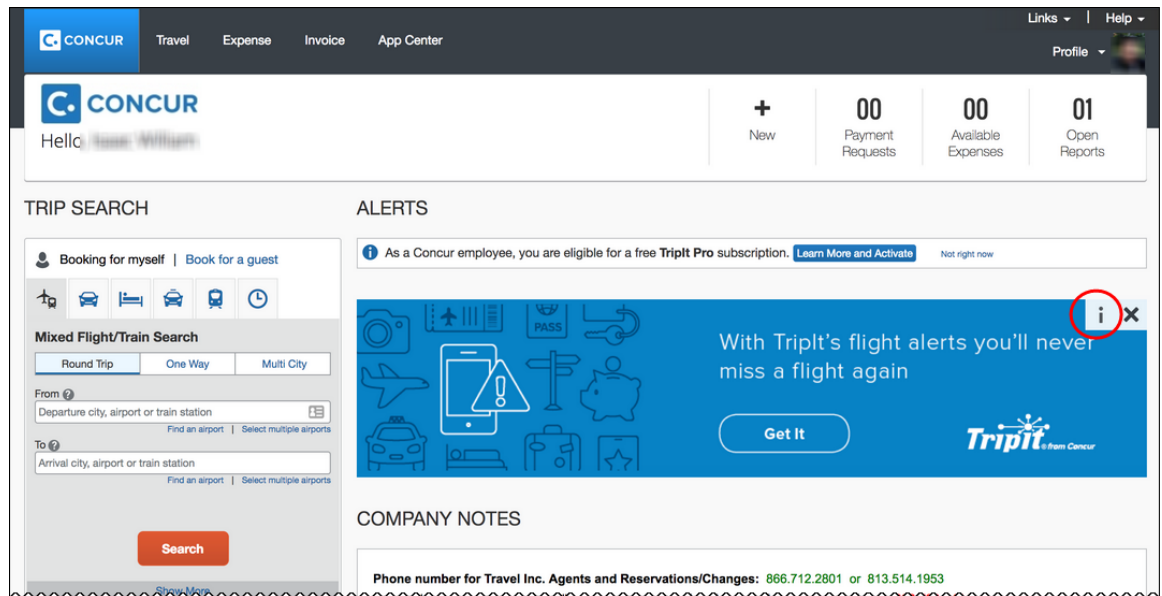 Links | Help
C. CONCUR Travel Expense Invoice App Center
Profile
C. CONCUR
Hello,
+ 00 00 01
New Payment Requests Available Expenses Open Reports
TRIP SEARCH
Booking for myself | Book for a guest
Mixed Flight/Train Search
Round Trip One Way Multi City
From ?
Departure city, airport or train station
Find an airport | Select multiple airports
To ?
Arrival city, airport or train station
Find an airport | Select multiple airports
Search
Show More
ALERTS
i As a Concur employee, you are eligible for a free TripIt Pro subscription. Learn More and Activate Not right now
i X
PASS
With TripIt's flight alerts you'll never
miss a flight again
Get It
TripIt® from Concur
COMPANY NOTES
Phone number for Travel Inc. Agents and Reservations/Changes: 866.712.2801 or 813.514.1953